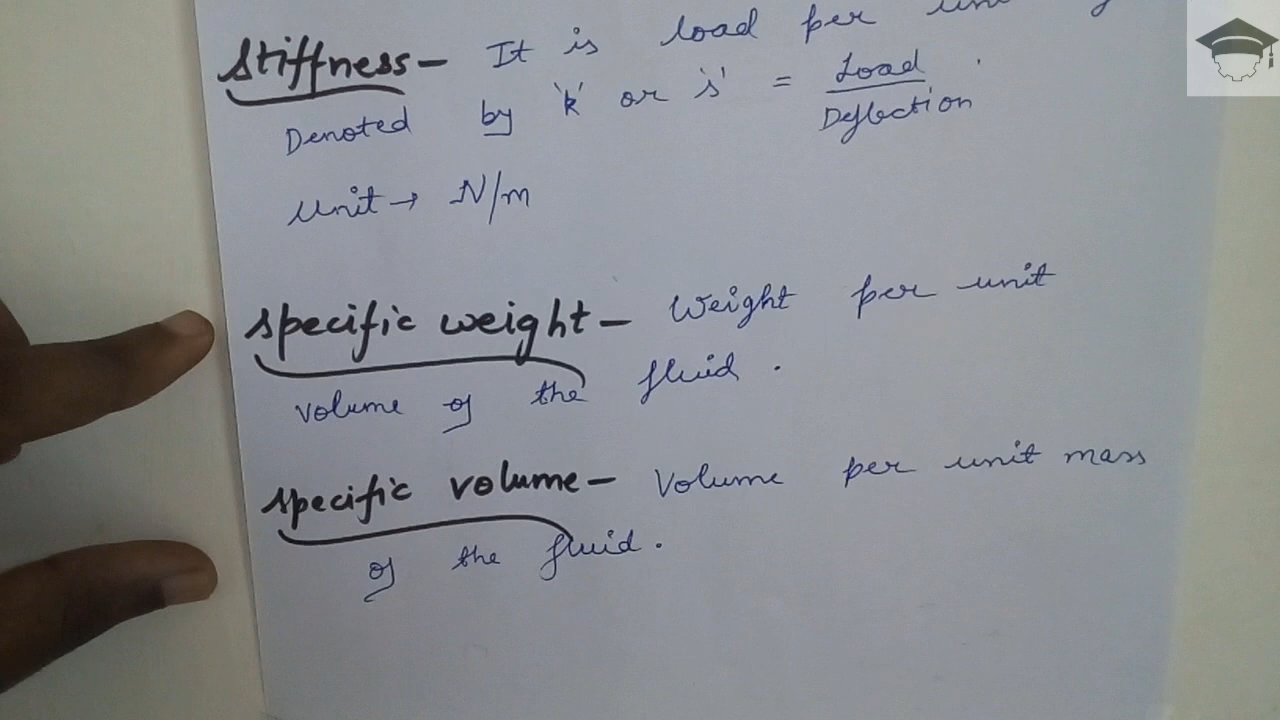 stiffness- It is load per unit
Denoted by 'k' or 's' = Load
Deflection
Unit → N/m
specific weight- Weight per unit
volume of the fluid.
specific volume- Volume per unit mass
of the fluid.